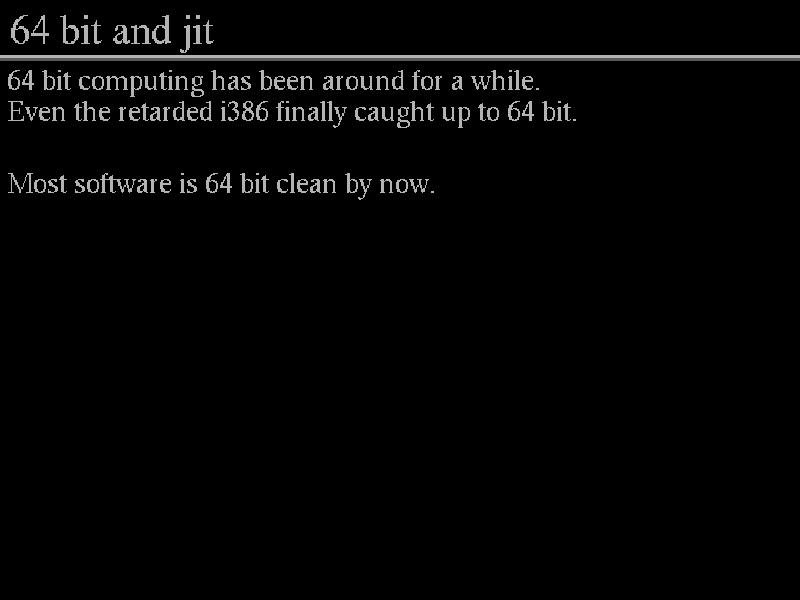 64 bit and jit
64 bit computing has been around for a while.
Even the retarded i386 finally caught up to 64 bit.
Most software is 64 bit clean by now.